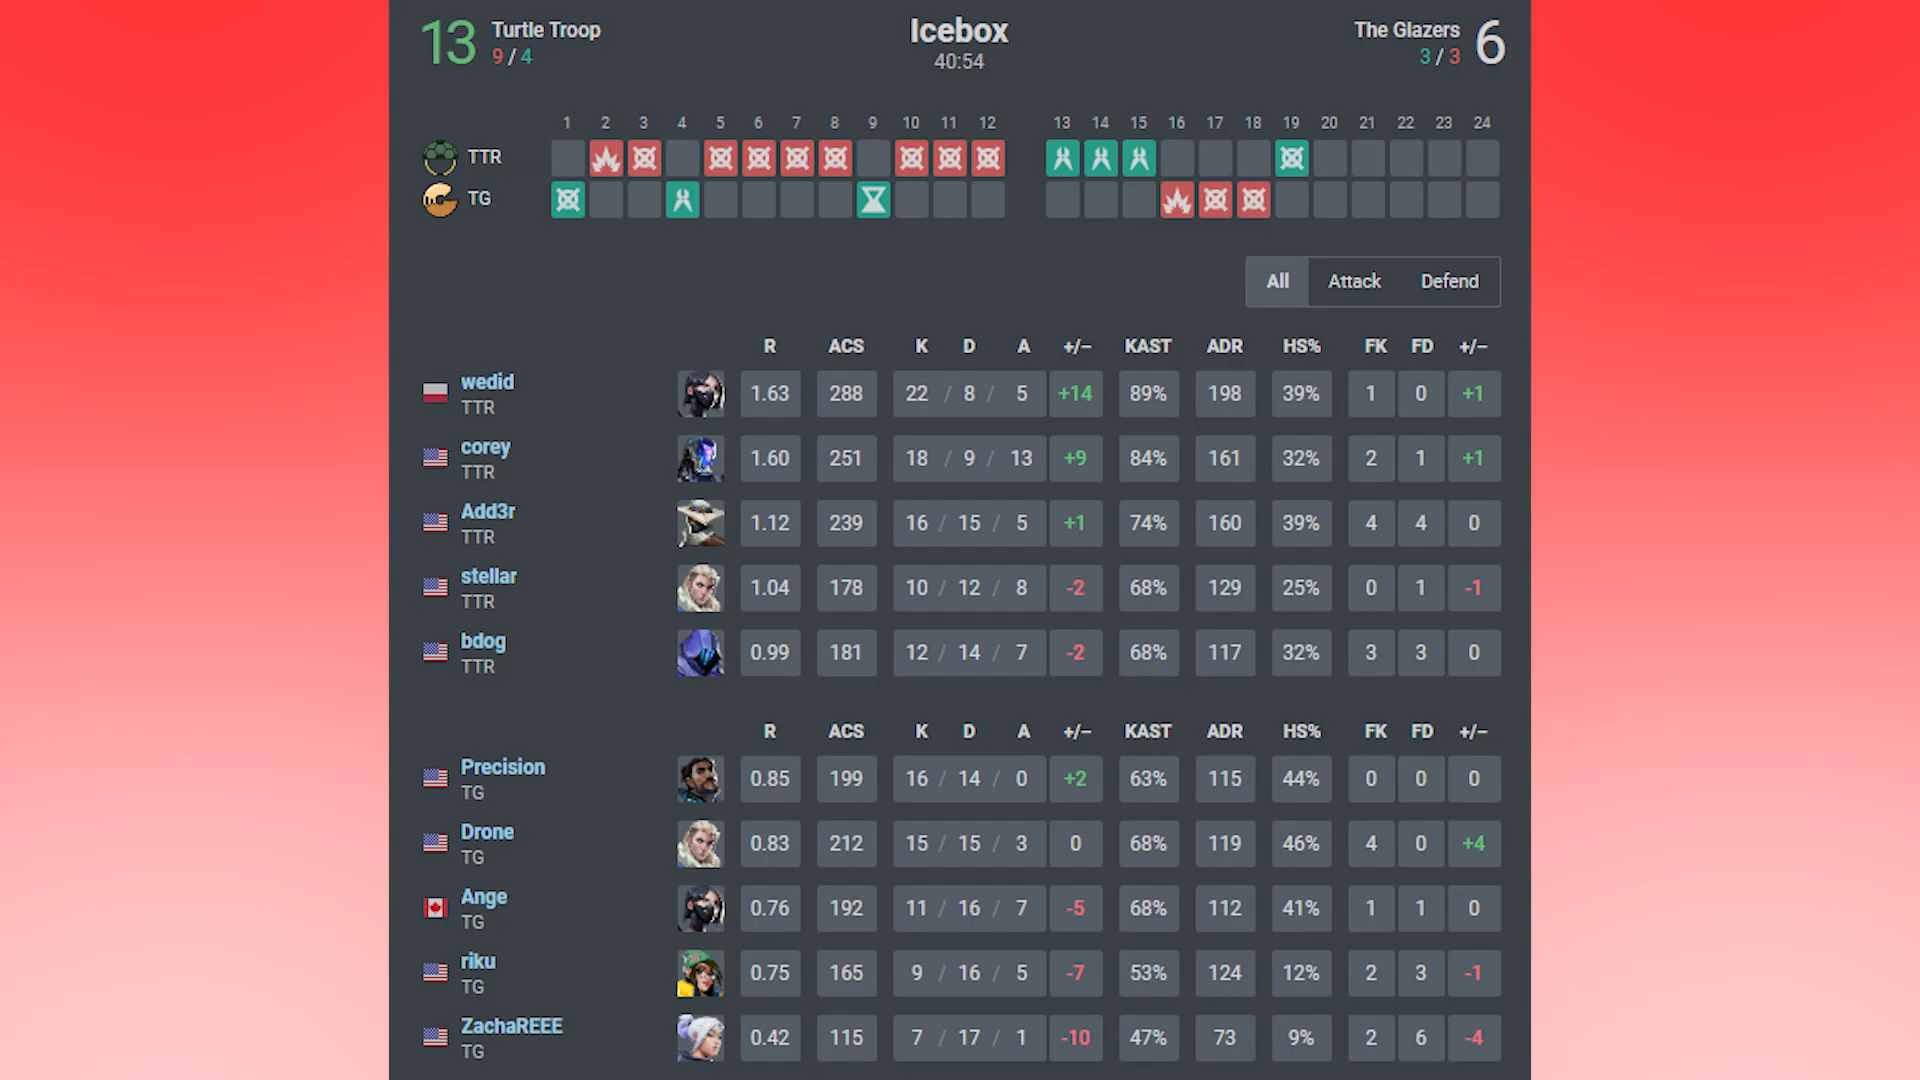 13 Turtle Troop Icebox The Glazers 6
9 / 4 40:54 3 / 3
1 2 3 4 5 6 7 8 9 10 11 12 13 14 15 16 17 18 19 20 21 22 23 24
TTR
TG
All Attack Defend
R ACS K D A +/– KAST ADR HS% FK FD +/–
wedid TTR 1.63 288 22 / 8 / 5 +14 89% 198 39% 1 0 +1
corey TTR 1.60 251 18 / 9 / 13 +9 84% 161 32% 2 1 +1
Add3r TTR 1.12 239 16 / 15 / 5 +1 74% 160 39% 4 4 0
stellar TTR 1.04 178 10 / 12 / 8 -2 68% 129 25% 0 1 -1
bdog TTR 0.99 181 12 / 14 / 7 -2 68% 117 32% 3 3 0
R ACS K D A +/– KAST ADR HS% FK FD +/–
Precision TG 0.85 199 16 / 14 / 0 +2 63% 115 44% 0 0 0
Drone TG 0.83 212 15 / 15 / 3 0 68% 119 46% 4 0 +4
Ange TG 0.76 192 11 / 16 / 7 -5 68% 112 41% 1 1 0
riku TG 0.75 165 9 / 16 / 5 -7 53% 124 12% 2 3 -1
ZachaREEE TG 0.42 115 7 / 17 / 1 -10 47% 73 9% 2 6 -4